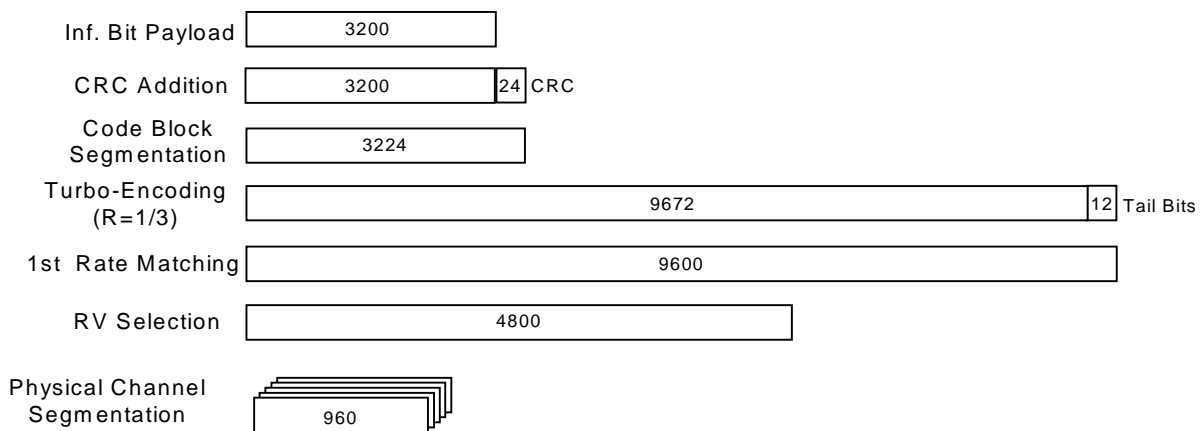 Inf. Bit Payload 3200
CRC Addition 3200 24 CRC
Code Block
Segmentation 3224
Turbo-Encoding
(R=1/3) 9672 12 Tail Bits
1st Rate Matching 9600
RV Selection 4800
Physical Channel
Segmentation 960